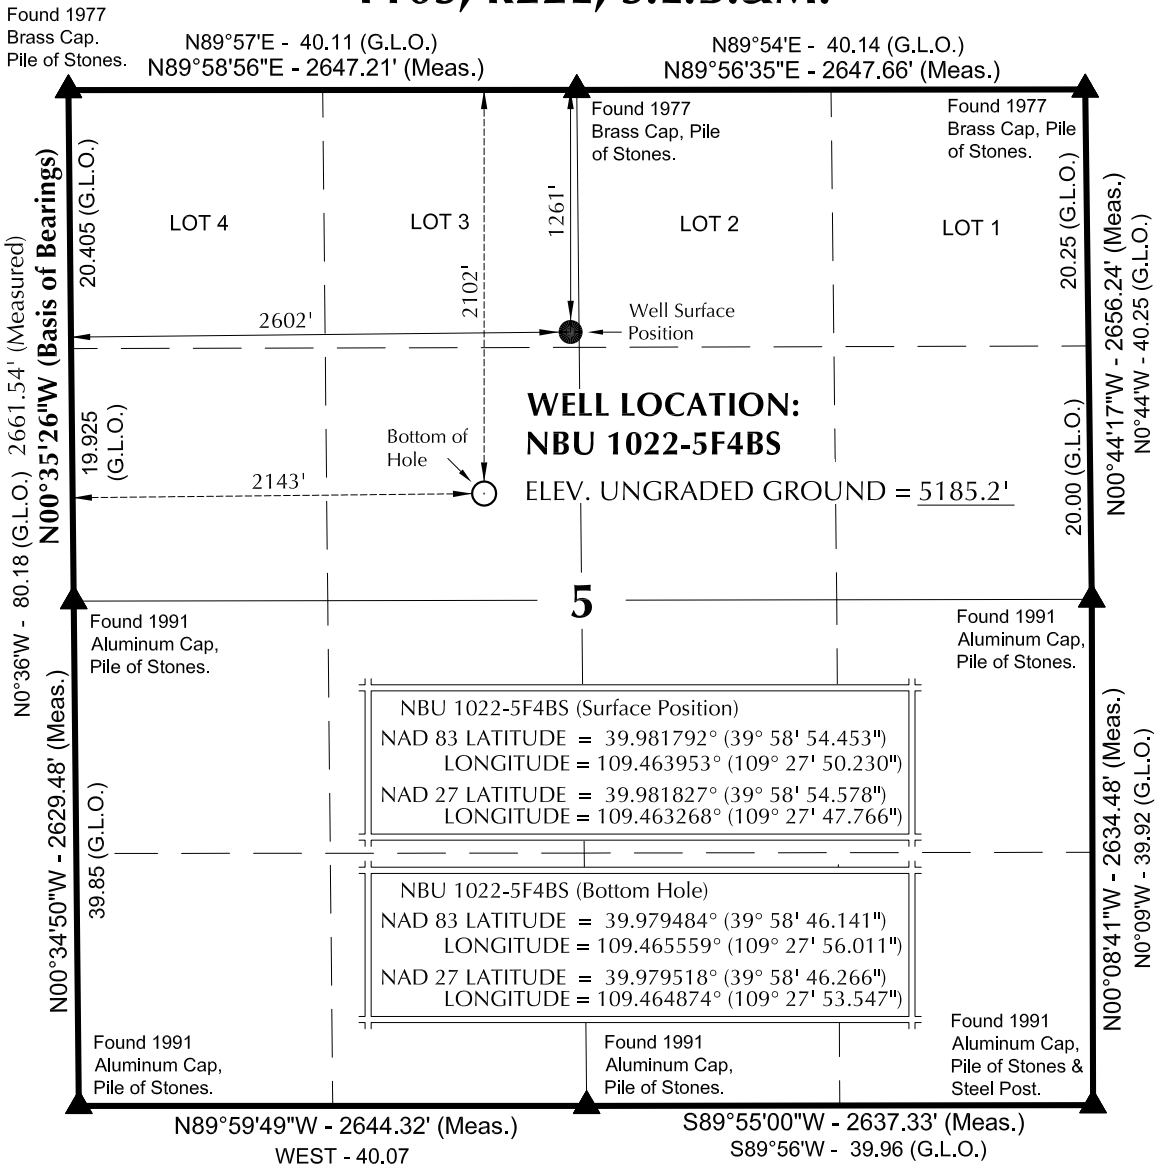 Found 1977
Brass Cap.
Pile of Stones.
N89°57'E - 40.11 (G.L.O.)
N89°58'56"E - 2647.21' (Meas.)
N89°54'E - 40.14 (G.L.O.)
N89°56'35"E - 2647.66' (Meas.)
Found 1977
Brass Cap, Pile
of Stones.
Found 1977
Brass Cap, Pile
of Stones.
N00°35'26"W (Basis of Bearings)
2661.54' (Measured)
N0°36'W - 80.18 (G.L.O.)
20.405 (G.L.O.)
LOT 4
LOT 3
LOT 2
LOT 1
1261'
2102'
20.25 (G.L.O.)
N00°44'17"W - 2656.24' (Meas.)
N0°44'W - 40.25 (G.L.O.)
2602'
Well Surface
Position
WELL LOCATION:
NBU 1022-5F4BS
ELEV. UNGRADED GROUND = 5185.2'
19.925
(G.L.O.)
Bottom of
Hole
2143'
20.00 (G.L.O.)
5
Found 1991
Aluminum Cap,
Pile of Stones.
Found 1991
Aluminum Cap,
Pile of Stones.
N00°34'50"W - 2629.48' (Meas.)
39.85 (G.L.O.)
NBU 1022-5F4BS (Surface Position)
NAD 83 LATITUDE = 39.981792° (39° 58' 54.453")
LONGITUDE = 109.463953° (109° 27' 50.230")
NAD 27 LATITUDE = 39.981827° (39° 58' 54.578")
LONGITUDE = 109.463268° (109° 27' 47.766")
NBU 1022-5F4BS (Bottom Hole)
NAD 83 LATITUDE = 39.979484° (39° 58' 46.141")
LONGITUDE = 109.465559° (109° 27' 56.011")
NAD 27 LATITUDE = 39.979518° (39° 58' 46.266")
LONGITUDE = 109.464874° (109° 27' 53.547")
N00°08'41"W - 2634.48' (Meas.)
N0°09'W - 39.92 (G.L.O.)
Found 1991
Aluminum Cap,
Pile of Stones.
Found 1991
Aluminum Cap,
Pile of Stones.
Found 1991
Aluminum Cap,
Pile of Stones &
Steel Post.
N89°59'49"W - 2644.32' (Meas.)
WEST - 40.07
S89°55'00"W - 2637.33' (Meas.)
S89°56'W - 39.96 (G.L.O.)